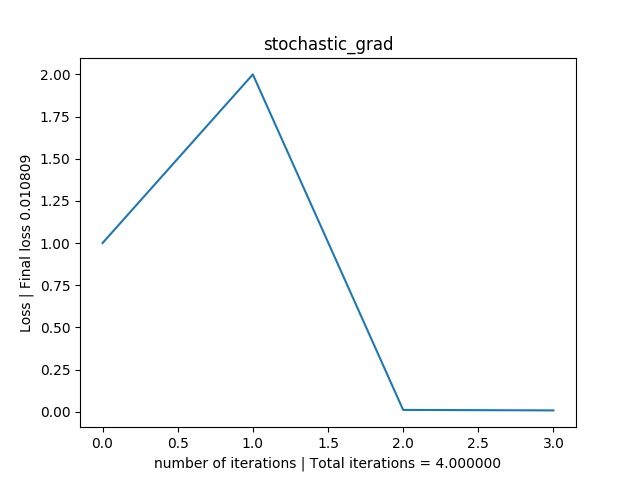 stochastic_grad
2.00
1.75
1.50
1.25
1.00
0.75
0.50
0.25
0.00
Loss | Final loss 0.010809
0.0 0.5 1.0 1.5 2.0 2.5 3.0
number of iterations | Total iterations = 4.000000